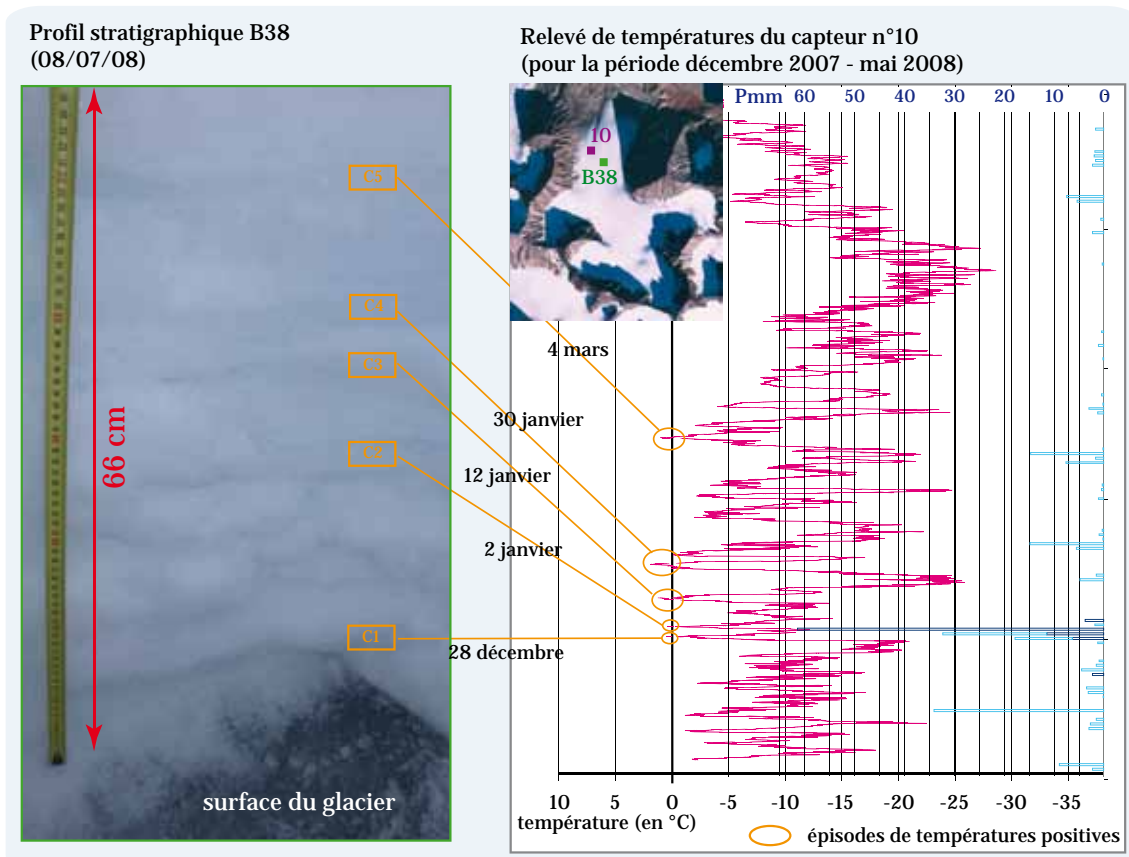 Profil stratigraphique B38
(08/07/08)
Relevé de températures du capteur n°10
(pour la période décembre 2007 - mai 2008)
Pmm 60 50 40 30 20 10 0
10
B38
C5
C4
C3
C2
C1
66 cm
4 mars
30 janvier
12 janvier
2 janvier
28 décembre
surface du glacier
10 5 0 -5 -10 -15 -20 -25 -30 -35
température (en °C)
épisodes de températures positives